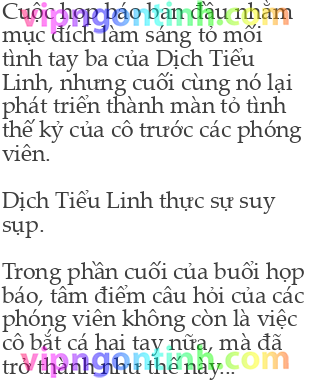 Cuộc họp báo ban đầu nhằm
vipngontinh.com
mục đích làm sáng tỏ mối
tình tay ba của Dịch Tiểu
Linh, nhưng cuối cùng nó lại
phát triển thành màn tỏ tình
thế kỷ của cô trước các phóng
viên.
Dịch Tiểu Linh thực sự suy
sụp.
Trong phần cuối của buổi họp
báo, tâm điểm câu hỏi của các
phóng viên không còn là việc
cô bắt cá hai tay nữa, mà đã
trở thành như thế này...
vipngontinh.com